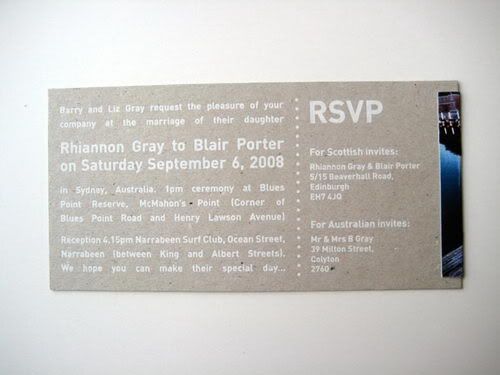 Barry and Liz Gray request the pleasure of your
company at the marriage of their daughter
Rhiannon Gray to Blair Porter
on Saturday September 6, 2008
in Sydney, Australia. 1pm ceremony at Blues
Point Reserve, McMahon's Point (Corner of
Blues Point Road and Henry Lawson Avenue)
Reception 4.15pm Narrabeen Surf Club, Ocean Street,
Narrabeen (between King and Albert Streets).
We hope you can make their special day...
RSVP
For Scottish invites:
Rhiannon Gray & Blair Porter
5/15 Beaverhall Road,
Edinburgh
EH7 4JQ
For Australian invites:
Mr & Mrs B Gray
39 Milton Street,
Colyton
2760